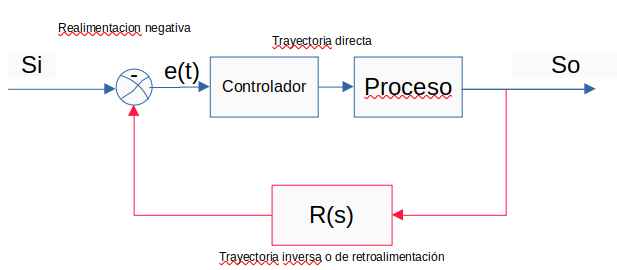 Realimentacion negativa
Trayectoria directa
Si
-
e(t)
Controlador
Proceso
So
R(s)
Trayectoria inversa o de retroalimentación